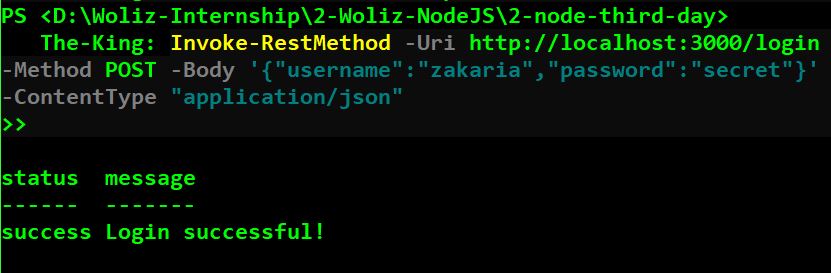 PS <D:\Woliz-Internship\2-Woliz-NodeJS\2-node-third-day>
The-King: Invoke-RestMethod -Uri http://localhost:3000/login
-Method POST -Body '{"username":"zakaria","password":"secret"}'
-ContentType "application/json"
>>
status message
------ -------
success Login successful!